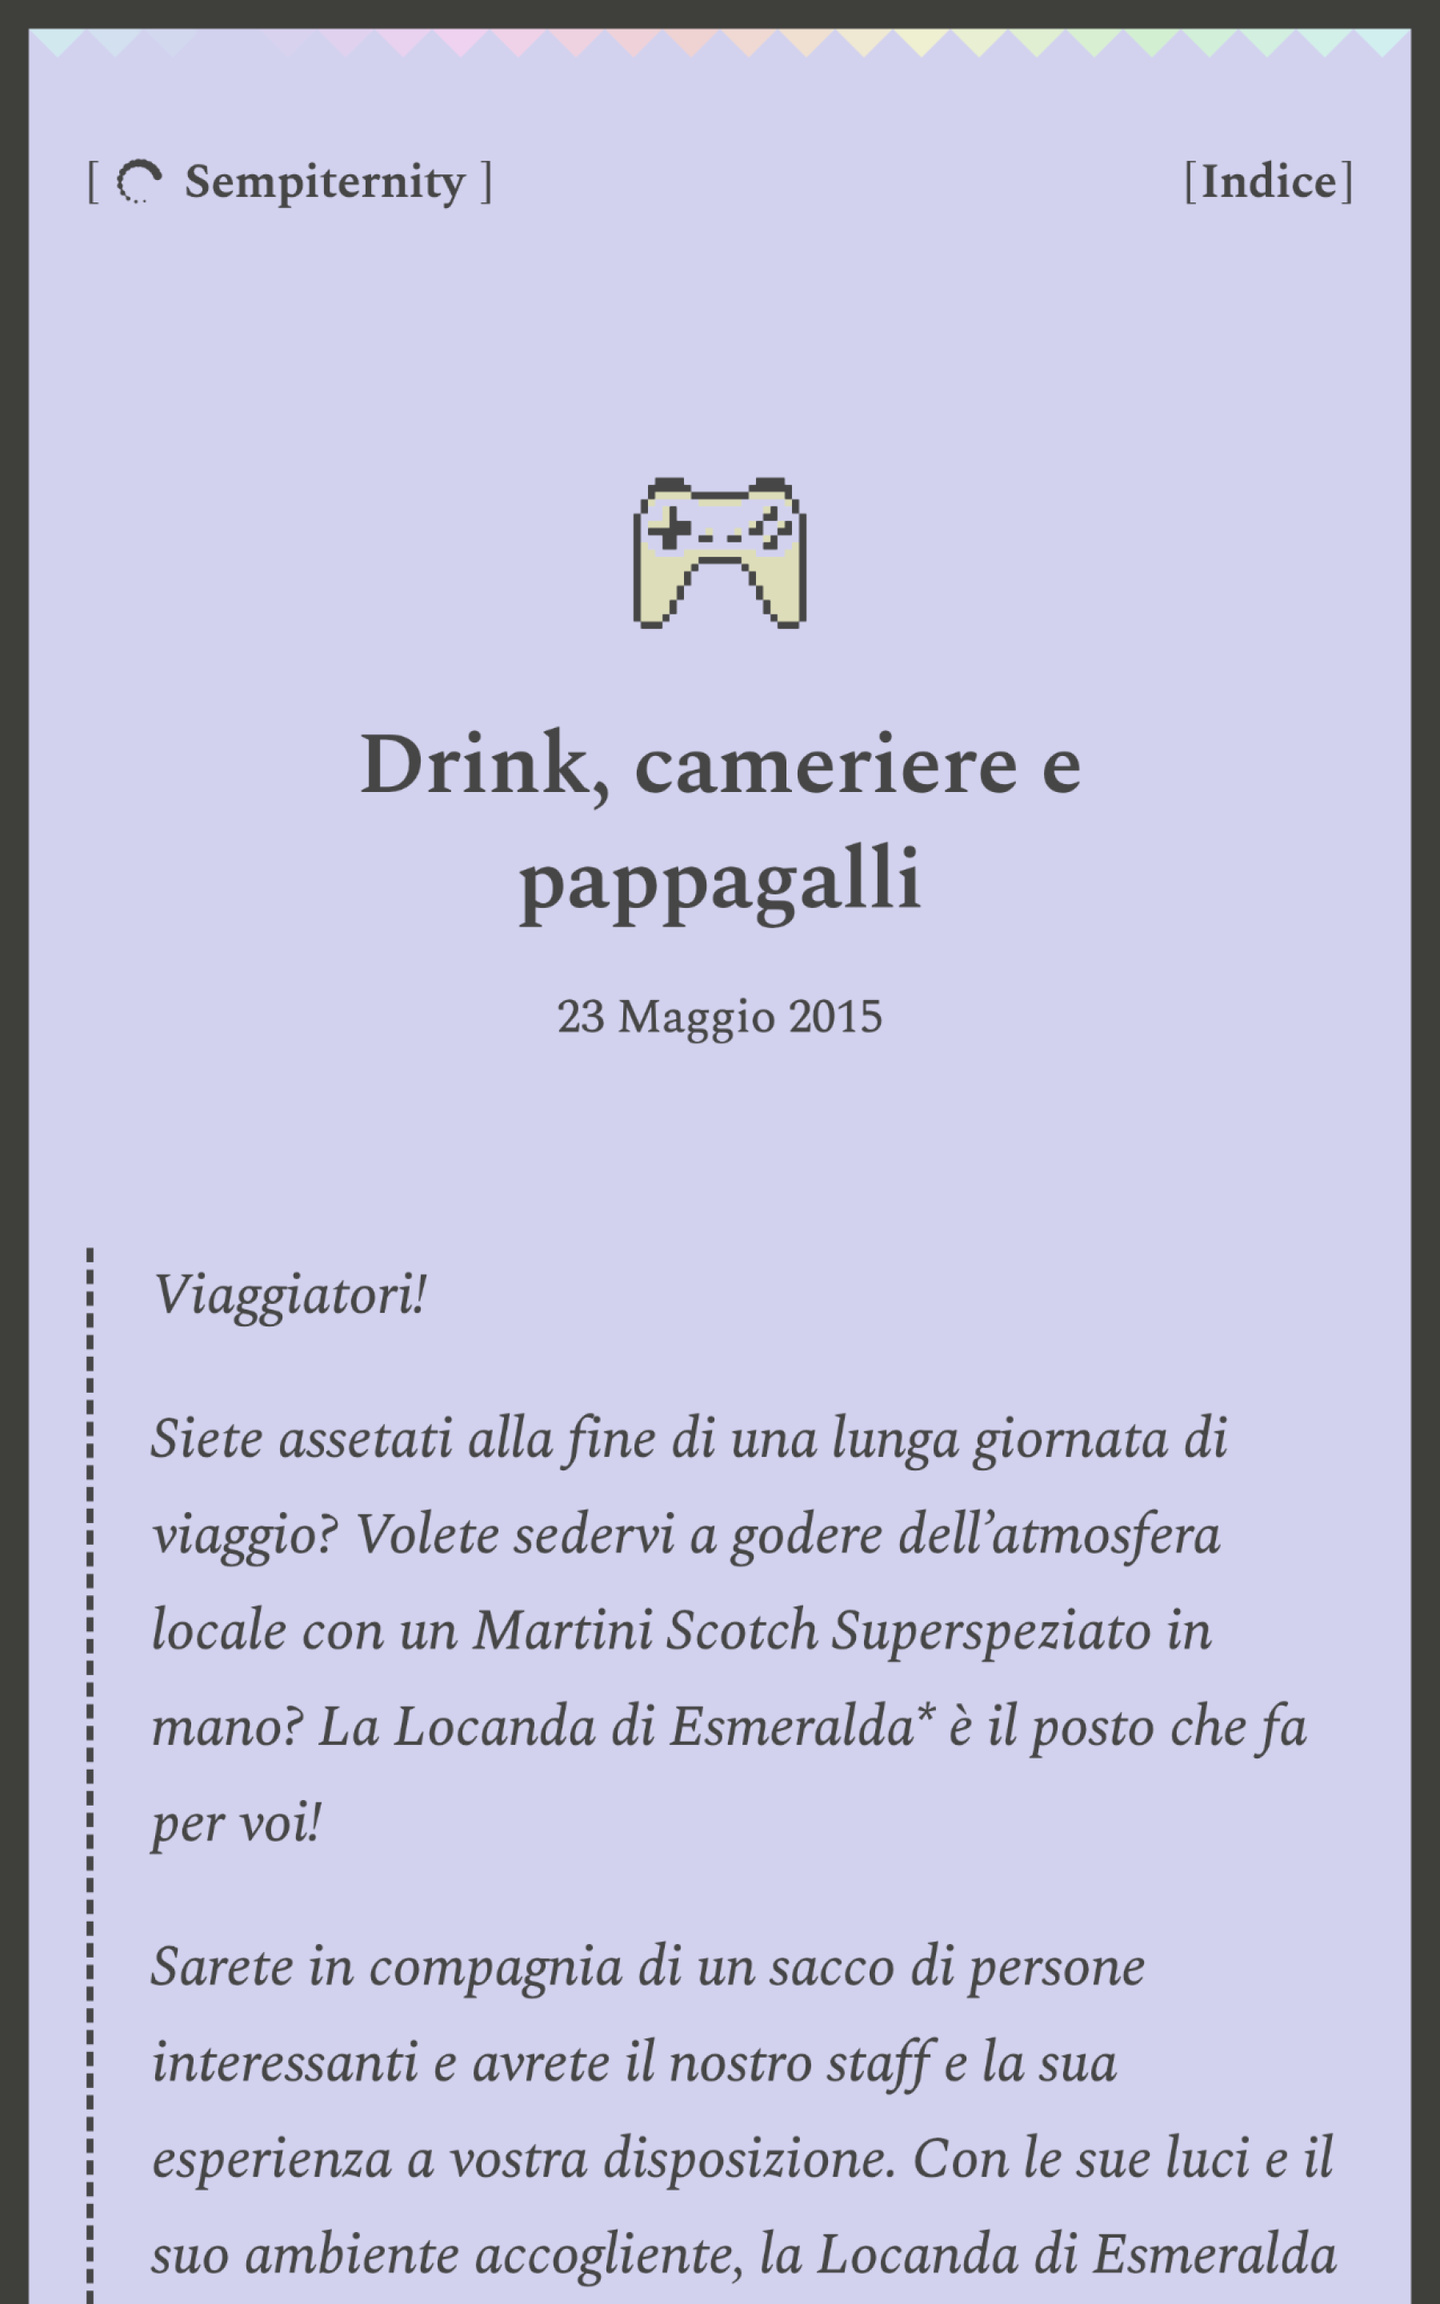 [ Sempiternity ]
[Indice]
Drink, cameriere e
pappagalli
23 Maggio 2015
Viaggiatori!
Siete assetati alla fine di una lunga giornata di
viaggio? Volete sedervi a godere dell’atmosfera
locale con un Martini Scotch Superspeziato in
mano? La Locanda di Esmeralda* è il posto che fa
per voi!
Sarete in compagnia di un sacco di persone
interessanti e avrete il nostro staff e la sua
esperienza a vostra disposizione. Con le sue luci e il
suo ambiente accogliente, la Locanda di Esmeralda